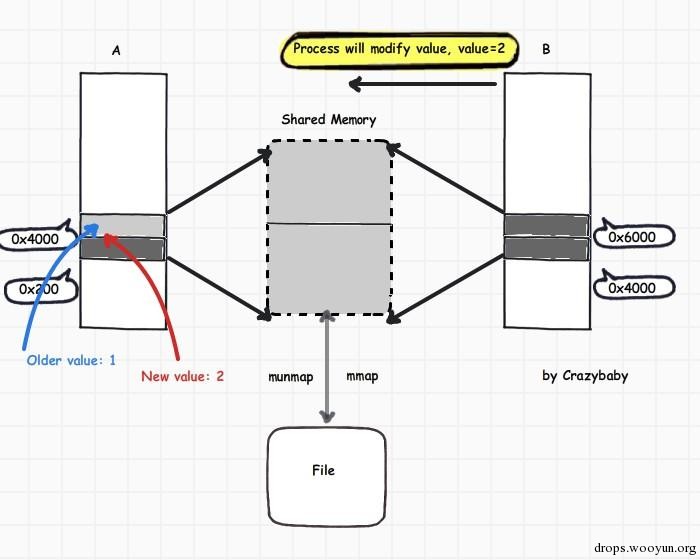 Process will modify value, value=2
A
B
Shared Memory
0x4000
0x6000
0x200
0x4000
Older value: 1
New value: 2
munmap
mmap
by Crazybaby
File
drops.wooyun.org